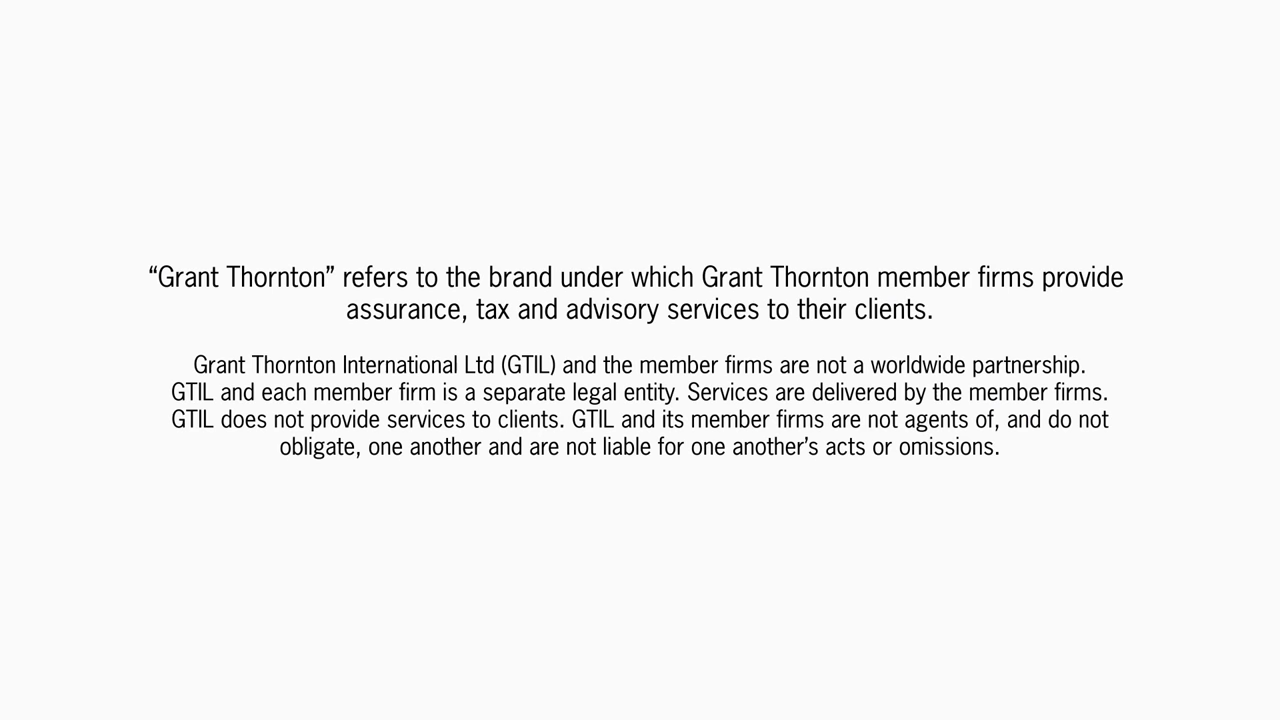 “Grant Thornton” refers to the brand under which Grant Thornton member firms provide
assurance, tax and advisory services to their clients.
Grant Thornton International Ltd (GTIL) and the member firms are not a worldwide partnership.
GTIL and each member firm is a separate legal entity. Services are delivered by the member firms.
GTIL does not provide services to clients. GTIL and its member firms are not agents of, and do not
obligate, one another and are not liable for one another’s acts or omissions.